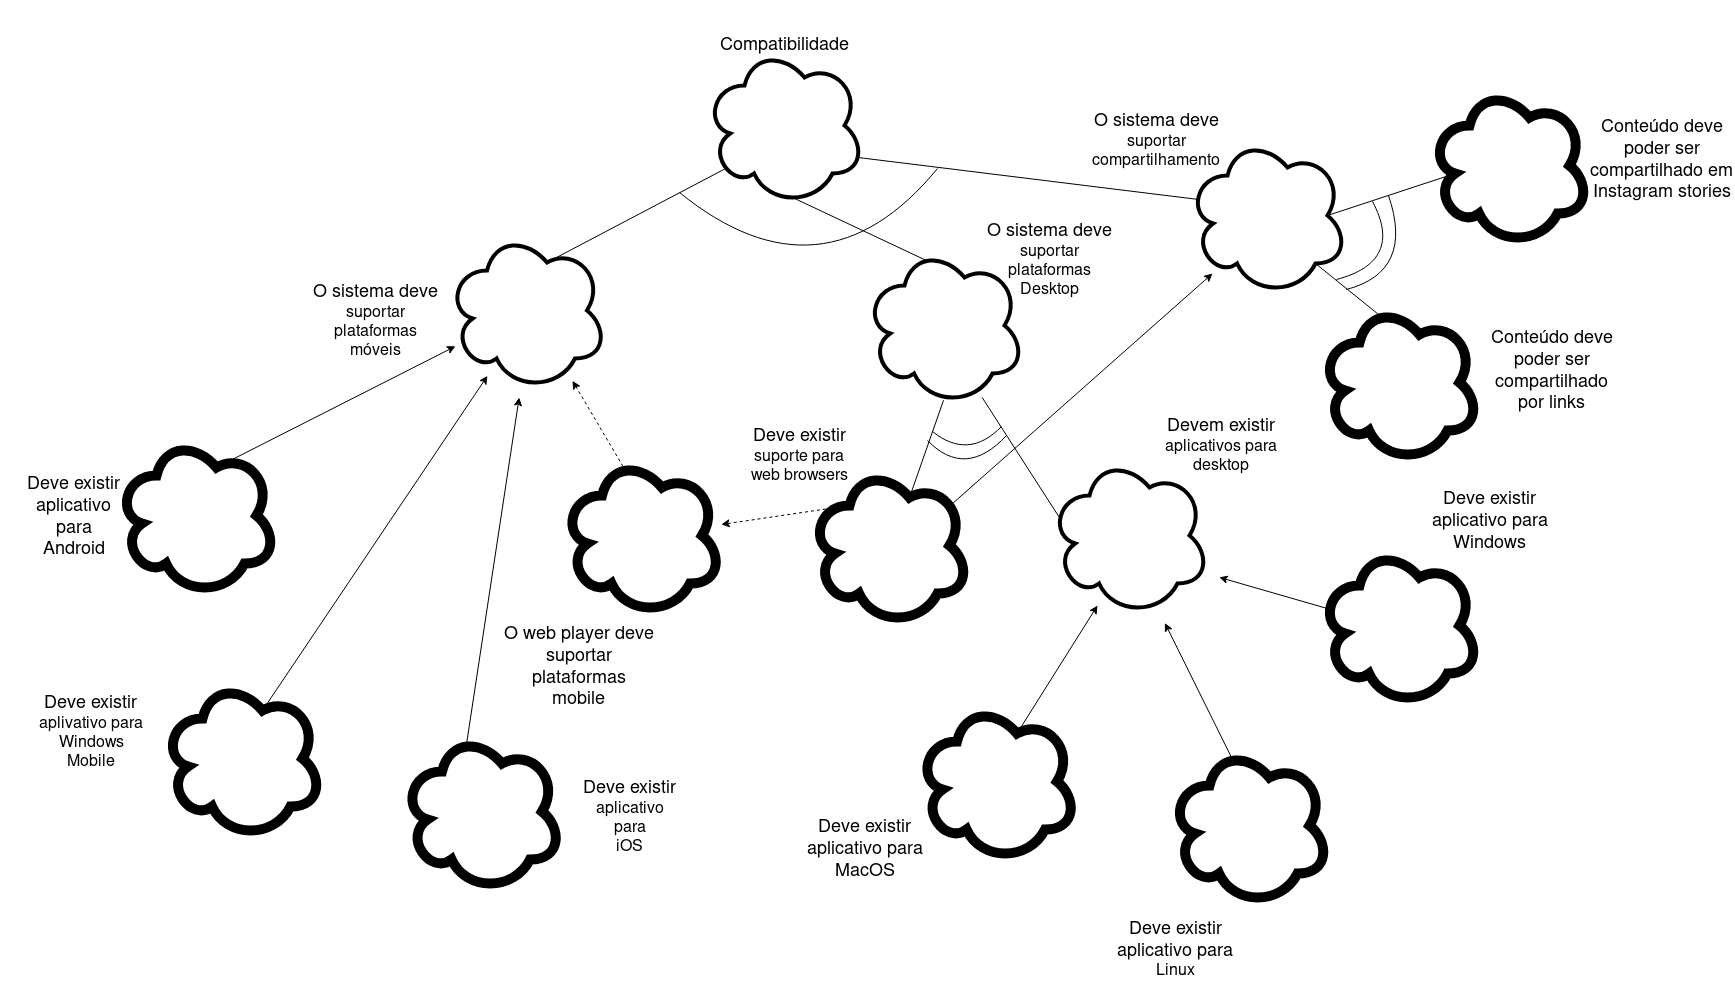 Compatibilidade
O sistema deve
suportar
compartilhamento
Conteúdo deve
poder ser
compartilhado em
Instagram stories
O sistema deve
suportar
plataformas
Desktop
O sistema deve
suportar
plataformas
móveis
Conteúdo deve
poder ser
compartilhado
por links
Devem existir
aplicativos para
desktop
Deve existir
suporte para
web browsers
Deve existir
aplicativo
para
Android
Deve existir
aplicativo para
Windows
O web player deve
suportar
plataformas
mobile
Deve existir
aplivativo para
Windows
Mobile
Deve existir
aplicativo
para
iOS
Deve existir
aplicativo para
MacOS
Deve existir
aplicativo para
Linux